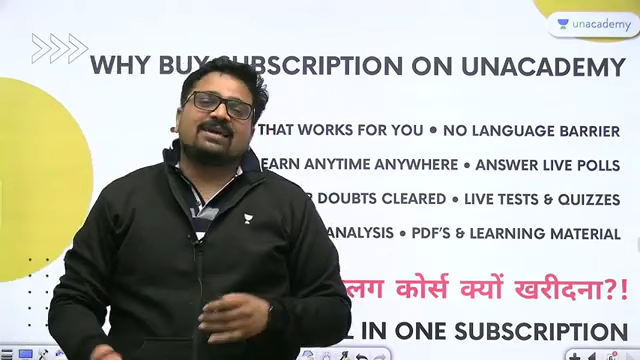 unacademy
WHY BUY SUBSCRIPTION ON UNACADEMY
THAT WORKS FOR YOU • NO LANGUAGE BARRIER
EARN ANYTIME ANYWHERE • ANSWER LIVE POLLS
DOUBTS CLEARED • LIVE TESTS & QUIZZES
ANALYSIS • PDF'S & LEARNING MATERIAL
लग कोर्स क्यों खरीदना?!
L IN ONE SUBSCRIPTION